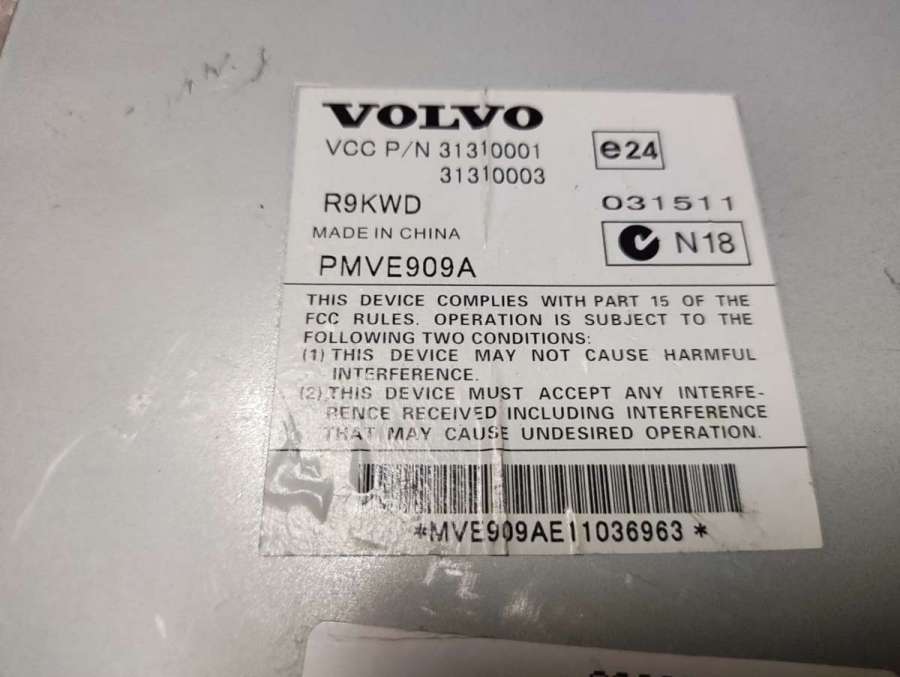 VOLVO
VCC P/N 31310001
31310003
e24
R9KWD
031511
MADE IN CHINA
N18
PMVE909A
THIS DEVICE COMPLIES WITH PART 15 OF THE
FCC RULES. OPERATION IS SUBJECT TO THE
FOLLOWING TWO CONDITIONS:
(1) THIS DEVICE MAY NOT CAUSE HARMFUL
INTERFERENCE.
(2) THIS DEVICE MUST ACCEPT ANY INTERFE-
RENCE RECEIVED INCLUDING INTERFERENCE
THAT MAY CAUSE UNDESIRED OPERATION.
*MVE909AE11036963*